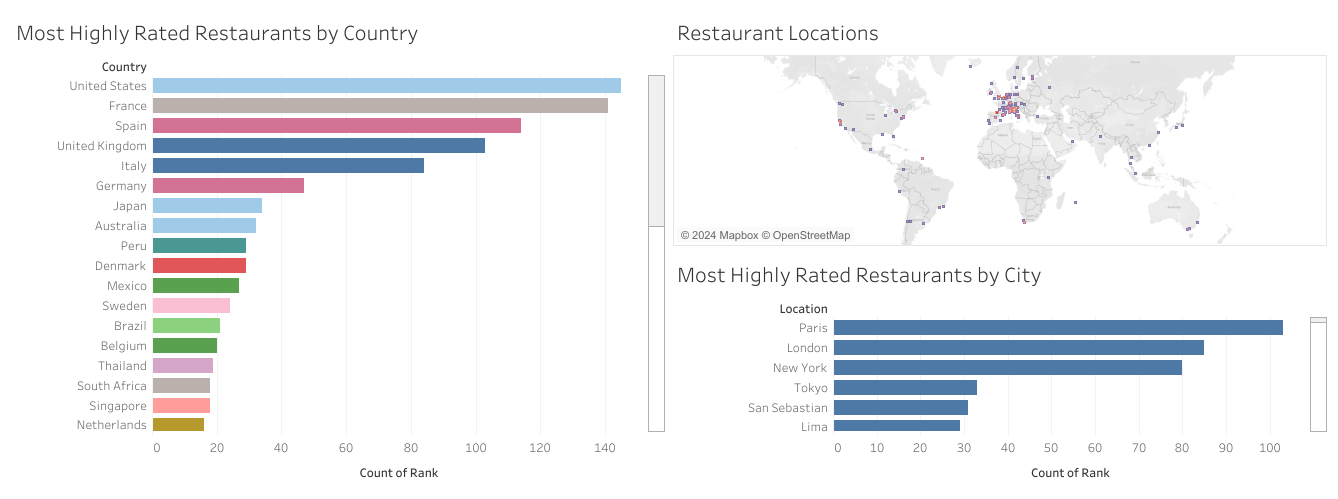 Most Highly Rated Restaurants by Country
Country
United States
France
Spain
United Kingdom
Italy
Germany
Japan
Australia
Peru
Denmark
Mexico
Sweden
Brazil
Belgium
Thailand
South Africa
Singapore
Netherlands
0 20 40 60 80 100 120 140
Count of Rank
Restaurant Locations
© 2024 Mapbox © OpenStreetMap
Most Highly Rated Restaurants by City
Location
Paris
London
New York
Tokyo
San Sebastian
Lima
0 10 20 30 40 50 60 70 80 90 100
Count of Rank